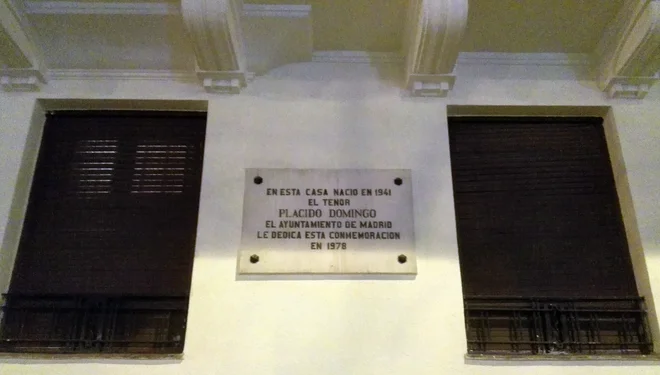 EN ESTA CASA NACIO EN 1941
EL TENOR
PLACIDO DOMINGO
EL AYUNTAMIENTO DE MADRID
LE DEDICA ESTA CONMEMORACION
EN 1978